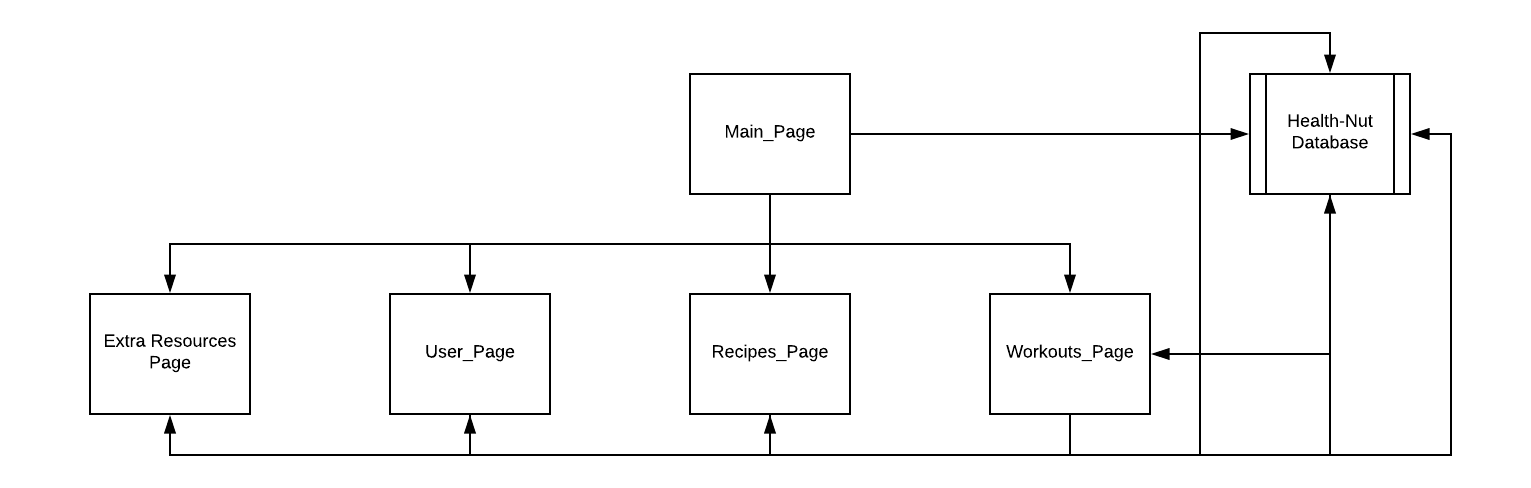 Main_Page
Health-Nut
Database
Extra Resources
Page
User_Page
Recipes_Page
Workouts_Page